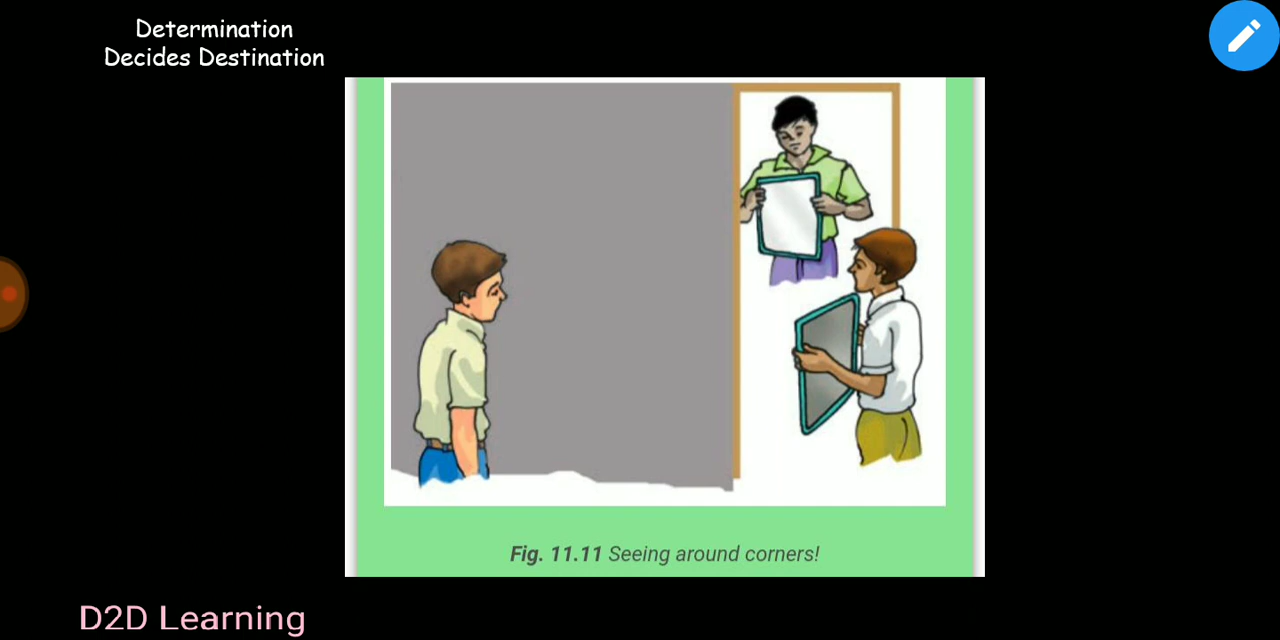 Determination
Decides Destination
Fig. 11.11 Seeing around corners!
D2D Learning